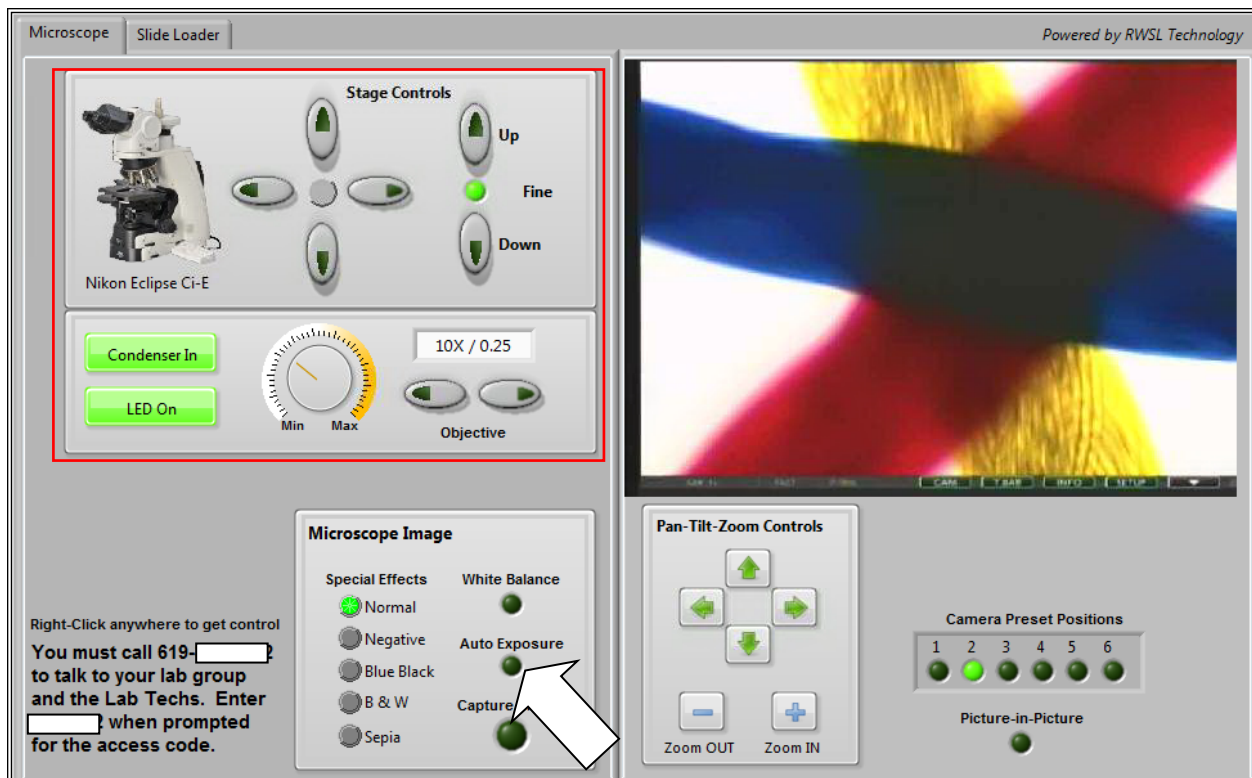 Microscope
Slide Loader
Powered by RWSL Technology
Stage Controls
Up
Fine
Down
Nikon Eclipse Ci-E
Condenser In
LED On
Min
Max
10X / 0.25
Objective
CAM
T BAR
INFO
SETUP
Microscope Image
Special Effects
Normal
Negative
Blue Black
B & W
Sepia
White Balance
Auto Exposure
Capture
Right-Click anywhere to get control
You must call 619-
to talk to your lab group
and the Lab Techs. Enter
when prompted
for the access code.
Pan-Tilt-Zoom Controls
Zoom OUT
Zoom IN
Camera Preset Positions
1 2 3 4 5 6
Picture-in-Picture